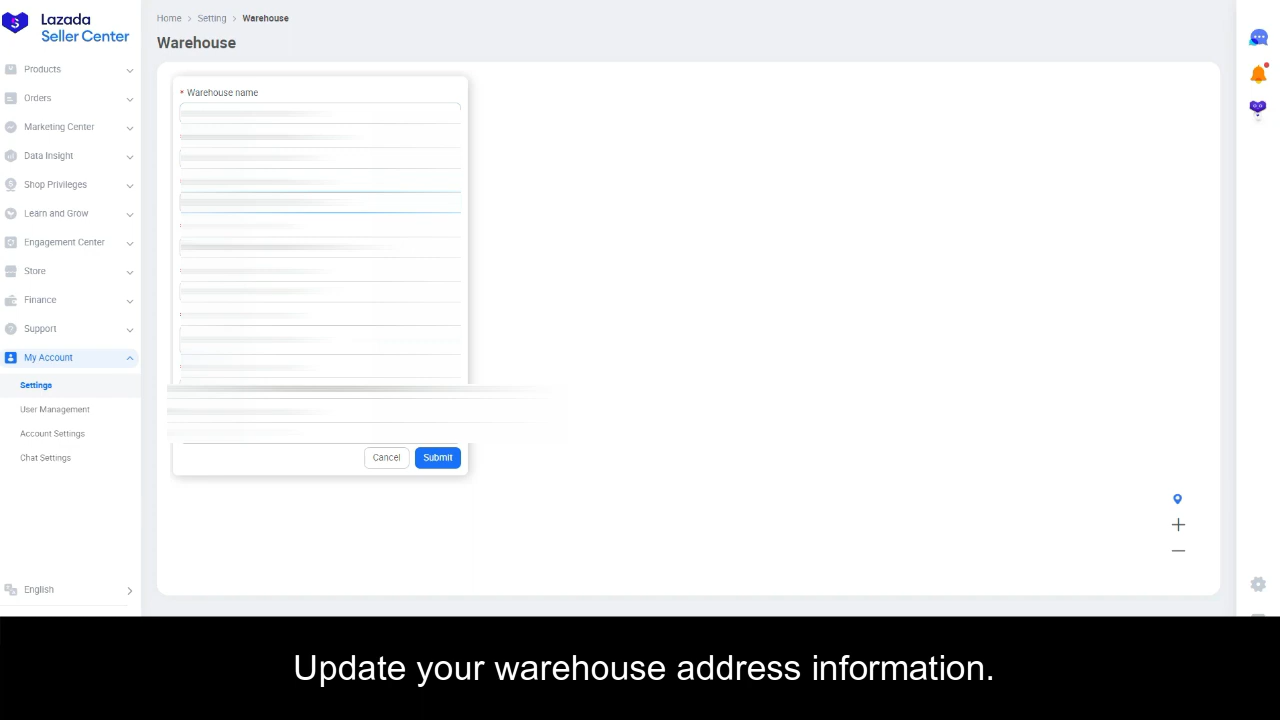 Lazada
Seller Center
Home > Setting > Warehouse
Warehouse
Products
Orders
Marketing Center
Data Insight
Shop Privileges
Learn and Grow
Engagement Center
Store
Finance
Support
My Account
Settings
User Management
Account Settings
Chat Settings
English
* Warehouse name
Cancel
Submit
Update your warehouse address information.